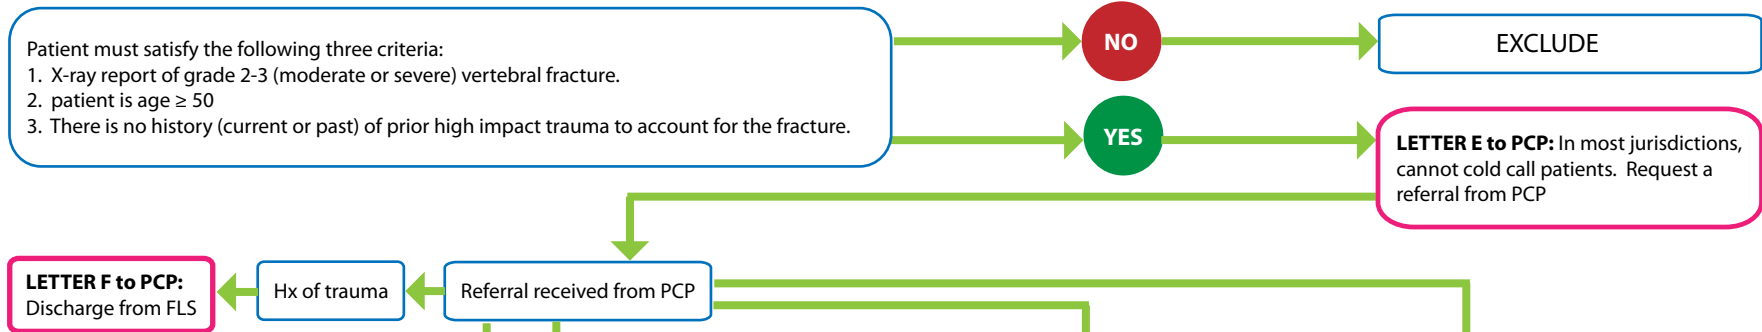 Patient must satisfy the following three criteria:
1. X-ray report of grade 2-3 (moderate or severe) vertebral fracture.
2. patient is age ≥ 50
3. There is no history (current or past) of prior high impact trauma to account for the fracture.
NO
EXCLUDE
YES
LETTER E to PCP: In most jurisdictions,
cannot cold call patients. Request a
referral from PCP
LETTER F to PCP:
Discharge from FLS
Hx of trauma
Referral received from PCP